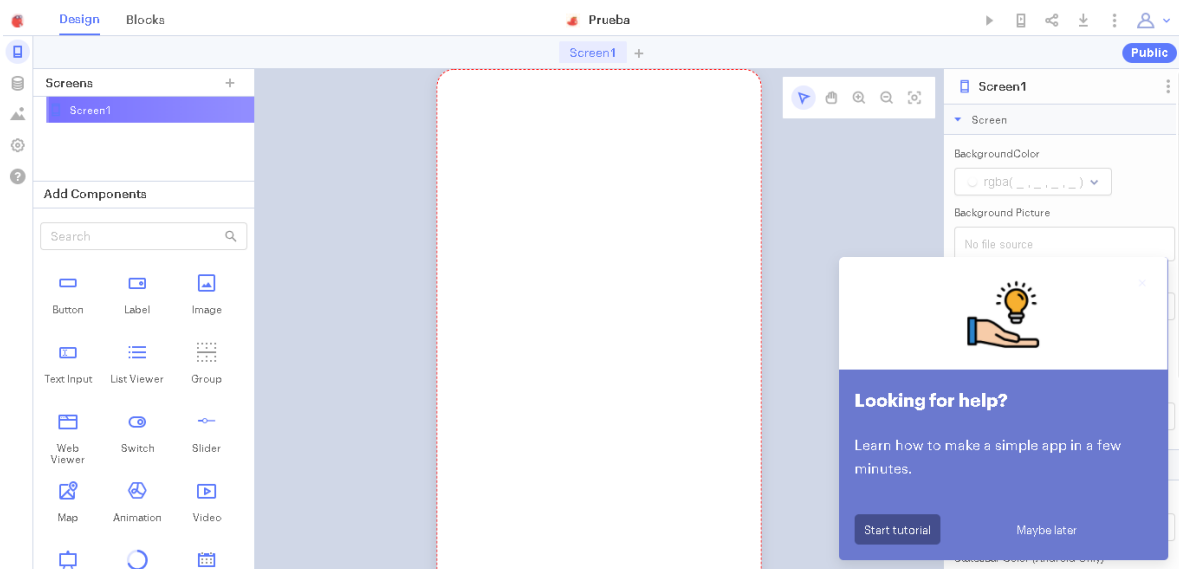 Design
Blocks
Prueba
Screen1 +
Public
Screens +
Screen1
Add Components
Search
Button
Label
Image
Text Input
List Viewer
Group
Web
Viewer
Switch
Slider
Map
Animation
Video
Screen1
Screen
BackgroundColor
rgba( _ , _ , _ , _ )
Background Picture
No file source
Looking for help?
Learn how to make a simple app in a few
minutes.
Start tutorial
Maybe later